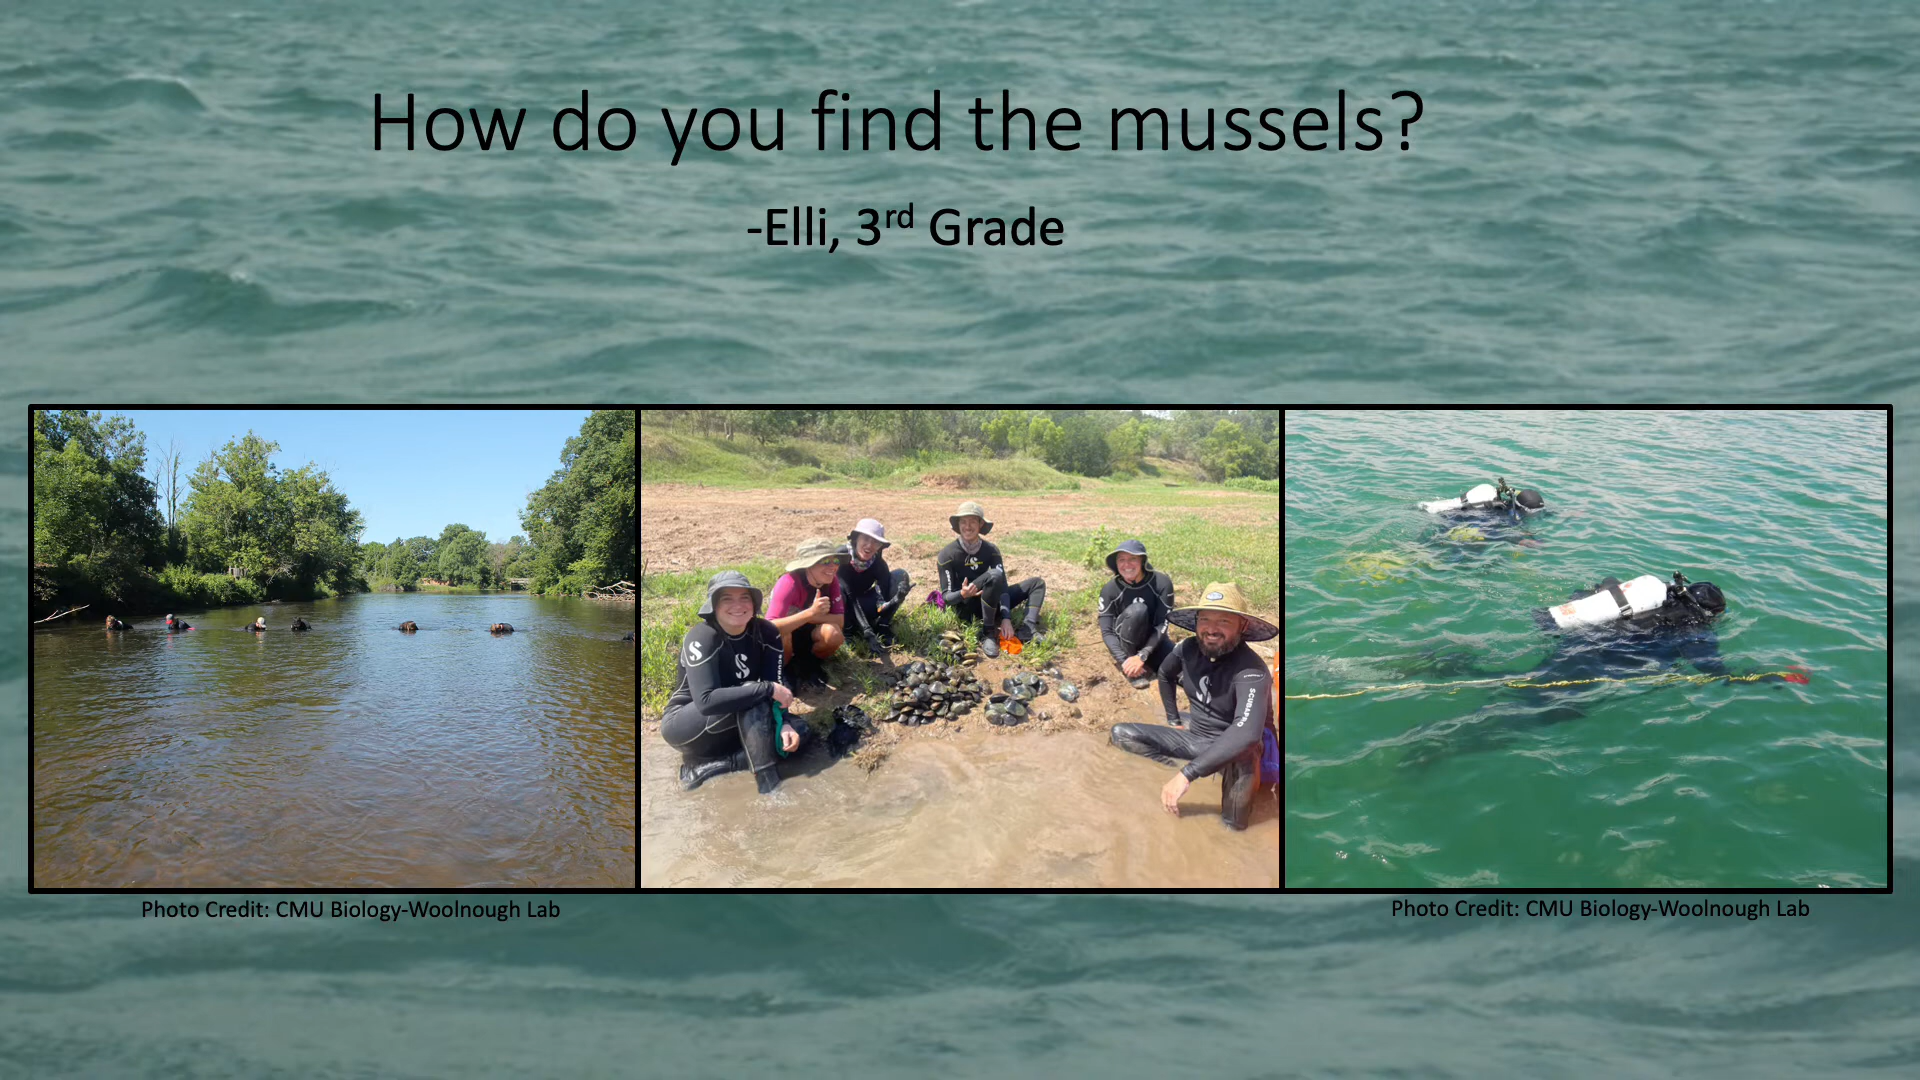 How do you find the mussels?
-Elli, 3rd Grade
S
S
SCUBAPRO
Photo Credit: CMU Biology-Woolnough Lab
Photo Credit: CMU Biology-Woolnough Lab